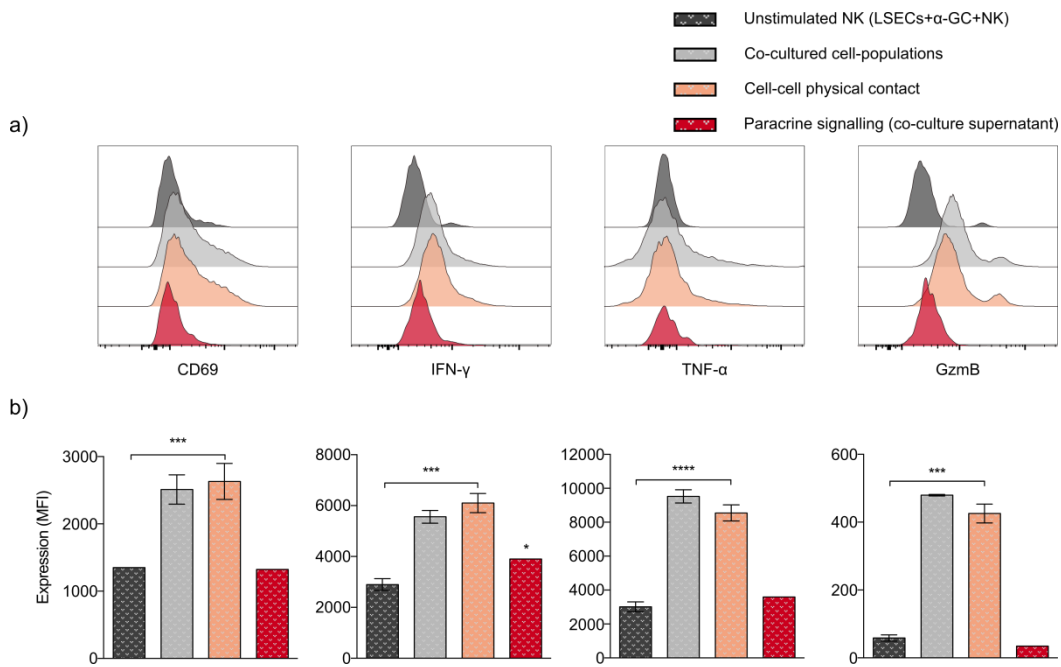 Unstimulated NK (LSECs+α-GC+NK)
Co-cultured cell-populations
Cell-cell physical contact
Paracrine signalling (co-culture supernatant)
a)
CD69
IFN-γ
TNF-α
GzmB
b)
Expression (MFI)
3000
2500
2000
1000
0
***
8000
6000
4000
2000
0
***
*
12000
10000
8000
6000
4000
2000
0
****
600
400
200
0
***